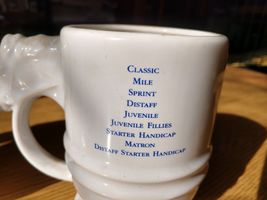 Classic
Mile
Sprint
Distaff
Juvenile
Juvenile Fillies
Starter Handicap
Matron
Distaff Starter Handicap